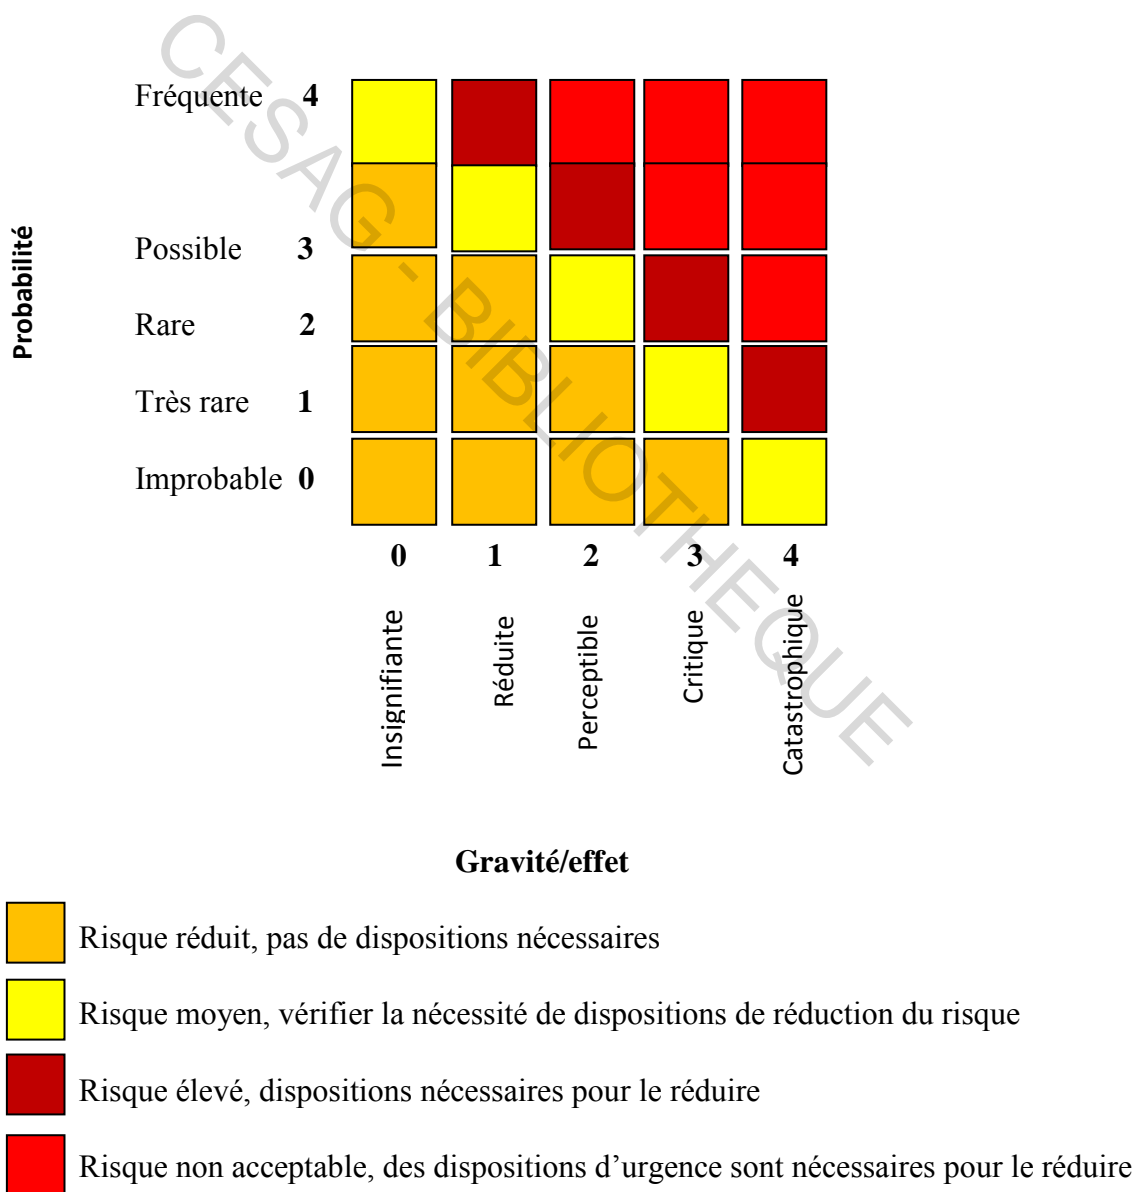 CESAG - BIBLIOTHEQUE
Probabilité
Fréquente 4
Possible 3
Rare 2
Très rare 1
Improbable 0
0 1 2 3 4
Insignifiante
Réduite
Perceptible
Critique
Catastrophique
Gravité/effet
Risque réduit, pas de dispositions nécessaires
Risque moyen, vérifier la nécessité de dispositions de réduction du risque
Risque élevé, dispositions nécessaires pour le réduire
Risque non acceptable, des dispositions d’urgence sont nécessaires pour le réduire